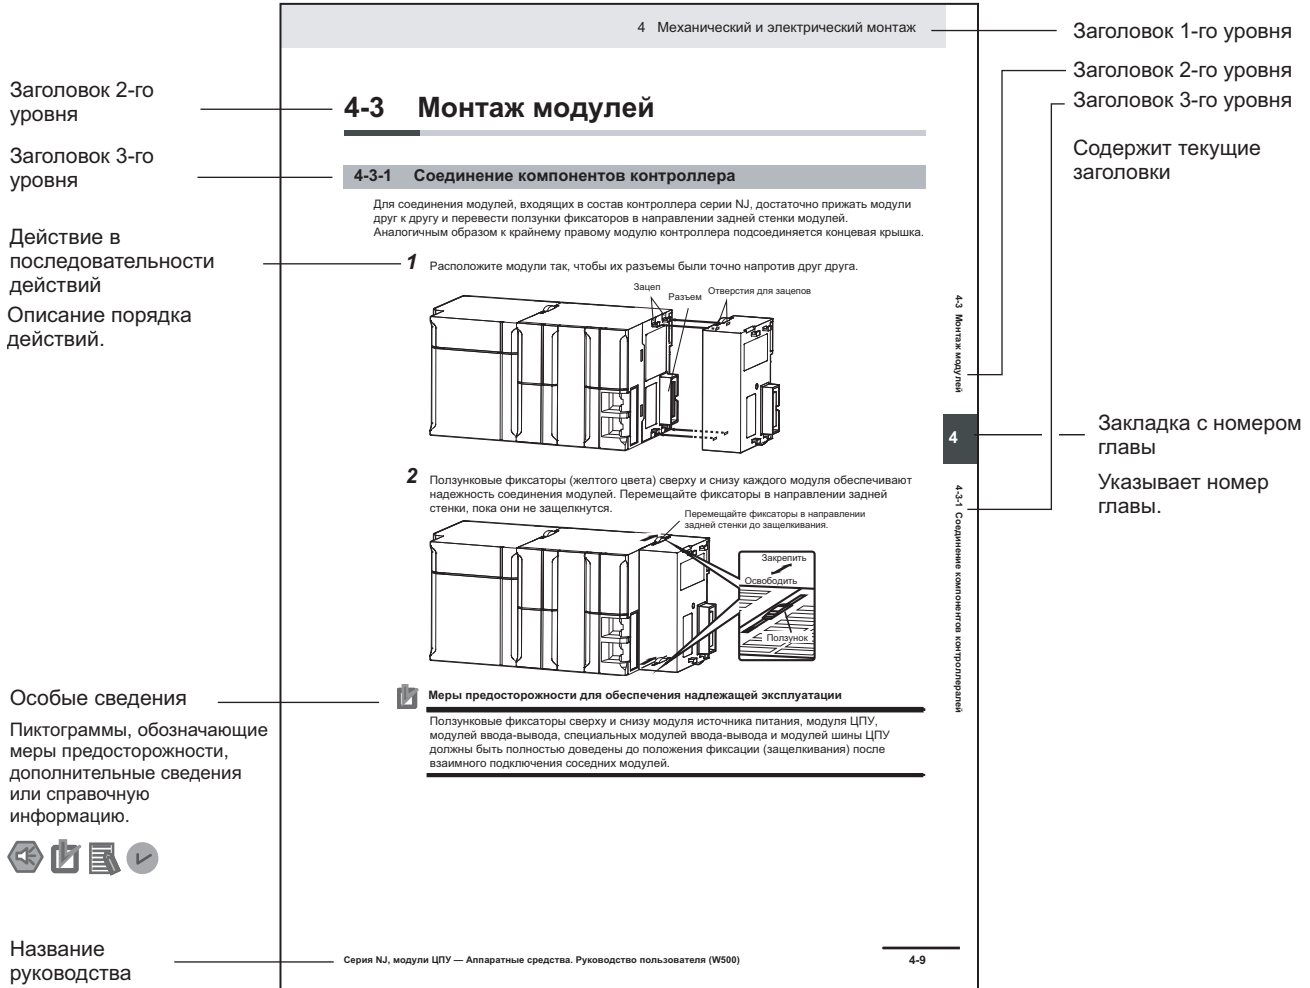 4 Механический и электрический монтаж
Заголовок 1-го уровня
Заголовок 2-го уровня
Заголовок 3-го уровня
Содержит текущие
заголовки
Заголовок 2-го
уровня
4-3 Монтаж модулей
Заголовок 3-го
уровня
4-3-1 Соединение компонентов контроллера
Для соединения модулей, входящих в состав контроллера серии NJ, достаточно прижать модули
друг к другу и перевести ползунки фиксаторов в направлении задней стенки модулей.
Аналогичным образом к крайнему правому модулю контроллера подсоединяется концевая крышка.
Действие в
последовательности
действий
Описание порядка
действий.
1 Расположите модули так, чтобы их разъемы были точно напротив друг друга.
Зацеп
Разъем
Отверстия для зацепов
4-3 Монтаж модулей
4
Закладка с номером
главы
Указывает номер
главы.
4-3-1 Соединение компонентов контроллералей
2 Ползунковые фиксаторы (желтого цвета) сверху и снизу каждого модуля обеспечивают
надежность соединения модулей. Перемещайте фиксаторы в направлении задней
стенки, пока они не защелкнутся.
Перемещайте фиксаторы в направлении
задней стенки до защелкивания.
Закрепить
Освободить
Ползунок
Особые сведения
Пиктограммы, обозначающие
меры предосторожности,
дополнительные сведения
или справочную
информацию.
Меры предосторожности для обеспечения надлежащей эксплуатации
Ползунковые фиксаторы сверху и снизу модуля источника питания, модуля ЦПУ,
модулей ввода-вывода, специальных модулей ввода-вывода и модулей шины ЦПУ
должны быть полностью доведены до положения фиксации (защелкивания) после
взаимного подключения соседних модулей.
Название
руководства
Серия NJ, модули ЦПУ — Аппаратные средства. Руководство пользователя (W500)
4-9